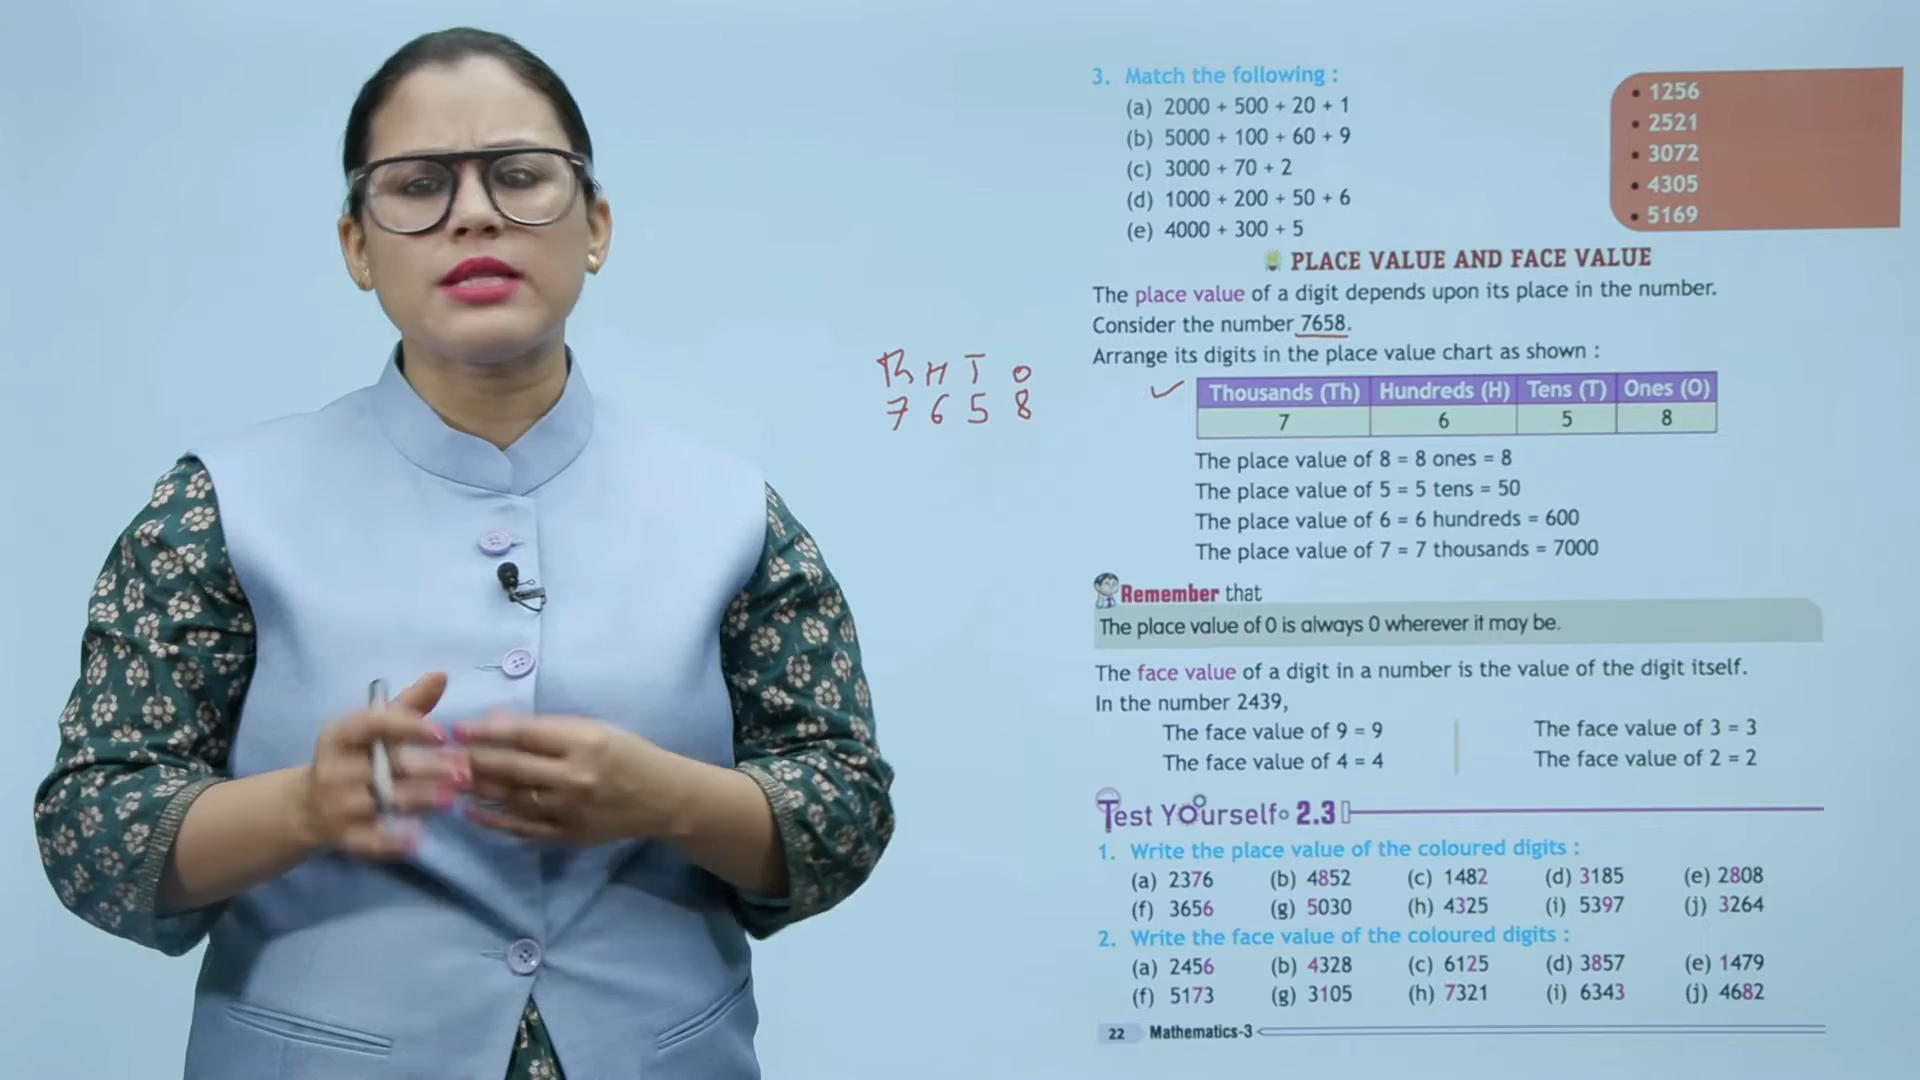 3. Match the following :
(a) 2000 + 500 + 20 + 1
(b) 5000 + 100 + 60 + 9
(c) 3000 + 70 + 2
(d) 1000 + 200 + 50 + 6
(e) 4000 + 300 + 5
• 1256
• 2521
• 3072
• 4305
• 5169
PLACE VALUE AND FACE VALUE
The place value of a digit depends upon its place in the number.
Consider the number 7658.
Arrange its digits in the place value chart as shown :
Th H T O
7 6 5 8
Thousands (Th) Hundreds (H) Tens (T) Ones (O)
7 6 5 8
The place value of 8 = 8 ones = 8
The place value of 5 = 5 tens = 50
The place value of 6 = 6 hundreds = 600
The place value of 7 = 7 thousands = 7000
Remember that
The place value of 0 is always 0 wherever it may be.
The face value of a digit in a number is the value of the digit itself.
In the number 2439,
The face value of 9 = 9 The face value of 3 = 3
The face value of 4 = 4 The face value of 2 = 2
Test Yourself 2.3
1. Write the place value of the coloured digits :
(a) 2376 (b) 4852 (c) 1482 (d) 3185 (e) 2808
(f) 3656 (g) 5030 (h) 4325 (i) 5397 (j) 3264
2. Write the face value of the coloured digits :
(a) 2456 (b) 4328 (c) 6125 (d) 3857 (e) 1479
(f) 5173 (g) 3105 (h) 7321 (i) 6343 (j) 4682
22 Mathematics-3